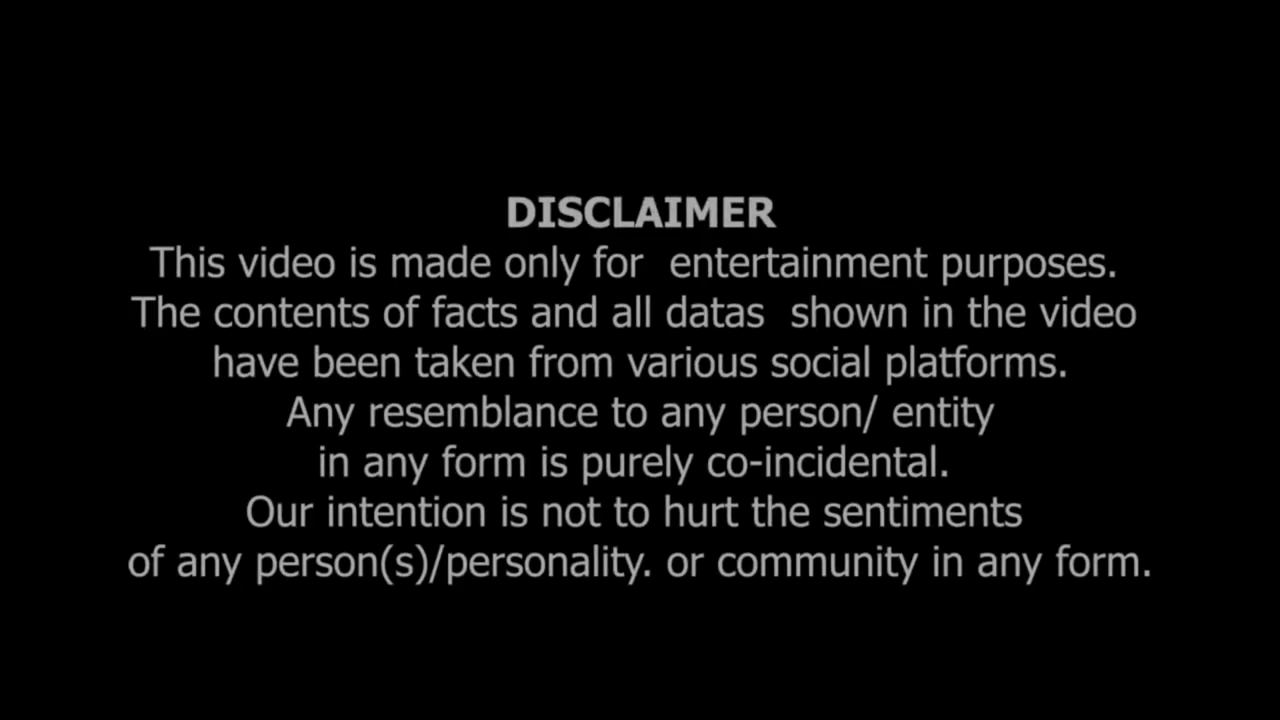 DISCLAIMER
This video is made only for  entertainment purposes.
The contents of facts and all datas  shown in the video
have been taken from various social platforms.
Any resemblance to any person/ entity
in any form is purely co-incidental.
Our intention is not to hurt the sentiments
of any person(s)/personality. or community in any form.